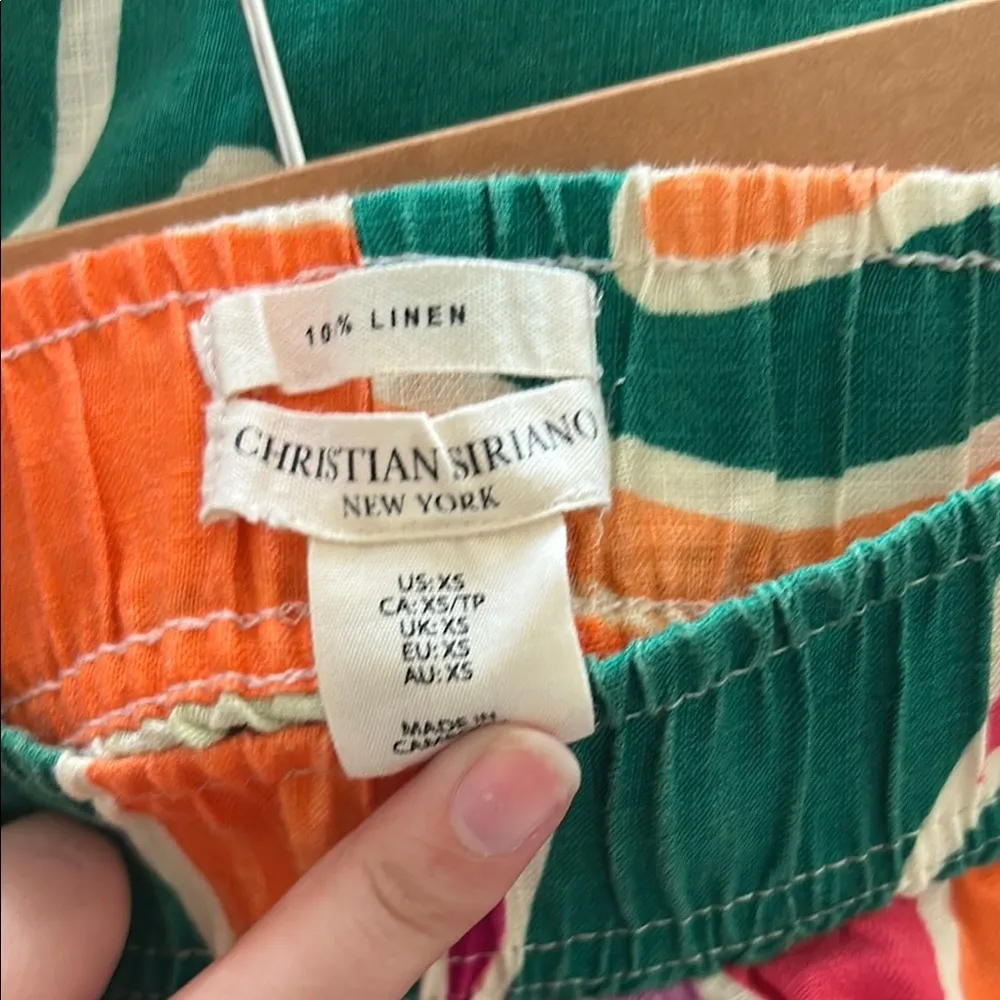 10% LINEN
CHRISTIAN SIRIANO
NEW YORK
US: XS
CA: XS/TP
UK: XS
EU: XS
AU: XS
MADE IN